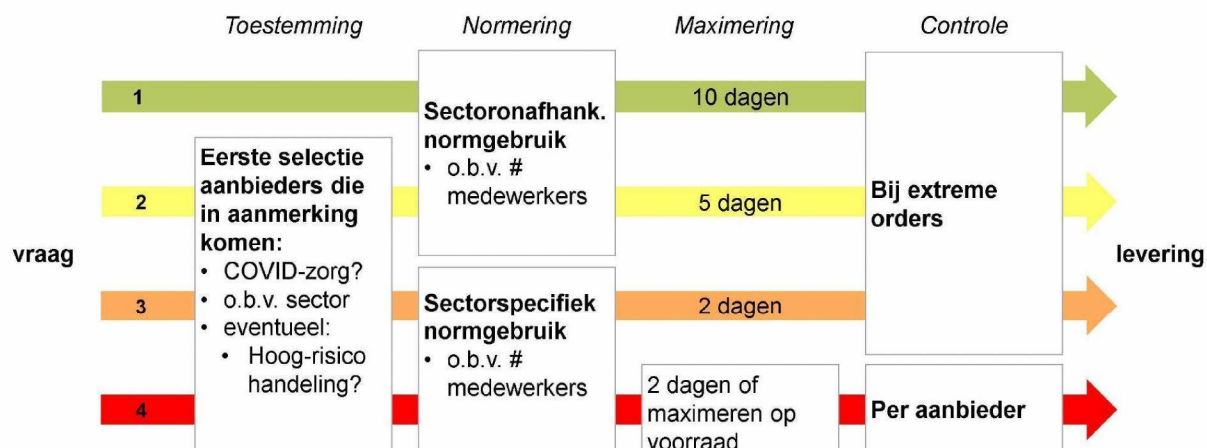 Toestemming
Normering
Maximering
Controle
vraag
1
2
3
4
Eerste selectie
aanbieders die
in aanmerking
komen:
• COVID-zorg?
• o.b.v. sector
• eventueel:
• Hoog-risico
handeling?
Sectoronafhank.
normgebruik
• o.b.v. #
medewerkers
Sectorspecifiek
normgebruik
• o.b.v. #
medewerkers
10 dagen
5 dagen
2 dagen
2 dagen of
maximeren op
voorraad
Bij extreme
orders
Per aanbieder
levering